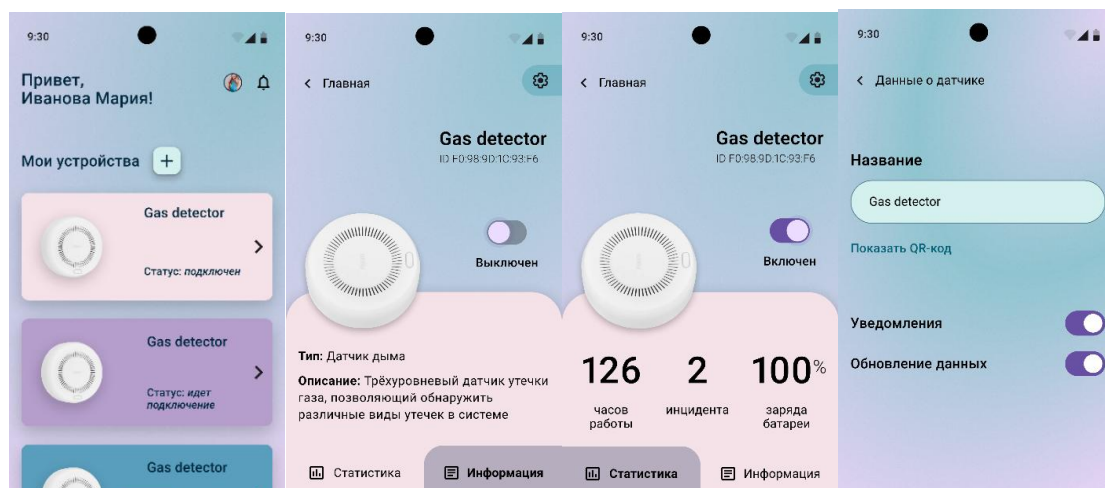 9:30
Привет,
Иванова Мария!
Мои устройства +
Gas detector
Статус: подключен
Gas detector
Статус: идет
подключение
Gas detector
9:30
Главная
Gas detector
ID F0:98:9D:1C:93:F6
Выключен
Тип: Датчик дыма
Описание: Трёхуровневый датчик утечки
газа, позволяющий обнаружить
различные виды утечек в системе
Статистика
Информация
9:30
Главная
Gas detector
ID F0:98:9D:1C:93:F6
Включен
126 2 100%
часов инцидента заряда
работы батареи
Статистика
Информация
9:30
Данные о датчике
Название
Gas detector
Показать QR-код
Уведомления
Обновление данных